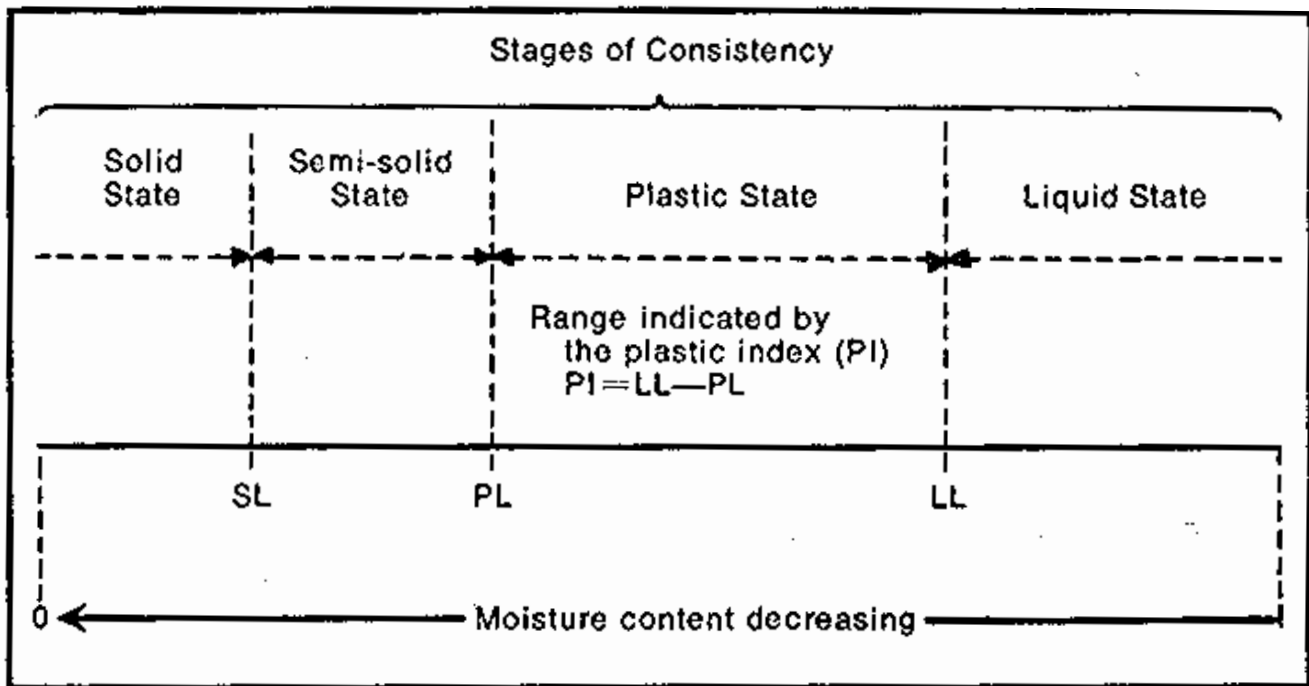 Stages of Consistency
Solid
State
Semi-solid
State
Plastic State
Liquid State
Range indicated by
the plastic index (PI)
PI=LL—PL
SL
PL
LL
0
Moisture content decreasing